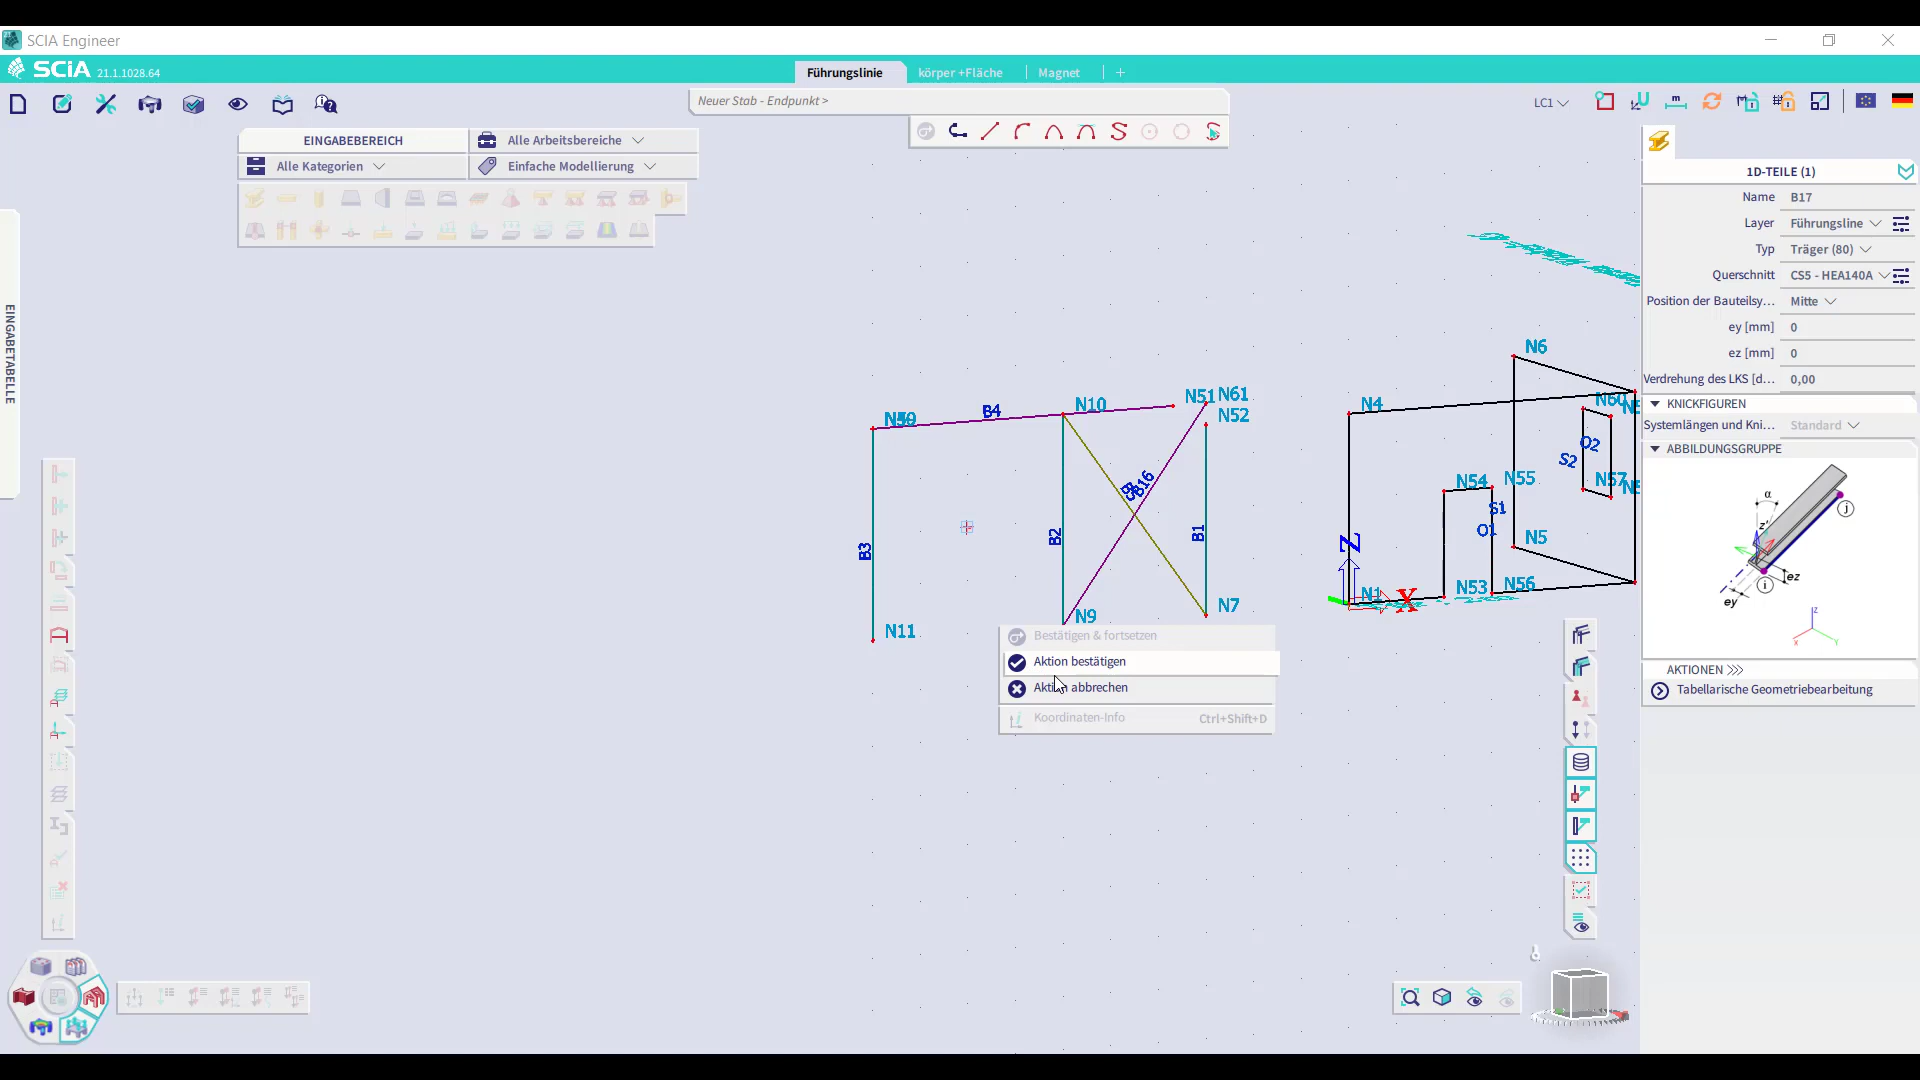 SCIA Engineer
SCiA 21.1.1028.64
Führungslinie
körper +Fläche
Magnet
+
Neuer Stab - Endpunkt >
LC1
EINGABEBEREICH
Alle Arbeitsbereiche
Alle Kategorien
Einfache Modellierung
EINGABETABELLE
1D-TEILE (1)
Name B17
Layer Führungsline
Typ Träger (80)
Querschnitt CS5 - HEA140A
Position der Bauteilsy... Mitte
ey [mm] 0
ez [mm] 0
Verdrehung des LKS [d... 0,00
KNICKFIGUREN
Systemlängen und Kni... Standard
ABBILDUNGSGRUPPE
α
z'
j
i
ez
ey
z
x
y
AKTIONEN >>>
Tabellarische Geometriebearbeitung
N6
B4
N10
N51
N61
N52
N4
O2
S2
N57
B16
N54
N55
S1
O1
B3
B2
B1
N5
Z
N1
X
N53
N56
N7
N9
N11
Bestätigen & fortsetzen
Aktion bestätigen
Aktion abbrechen
Koordinaten-Info Ctrl+Shift+D